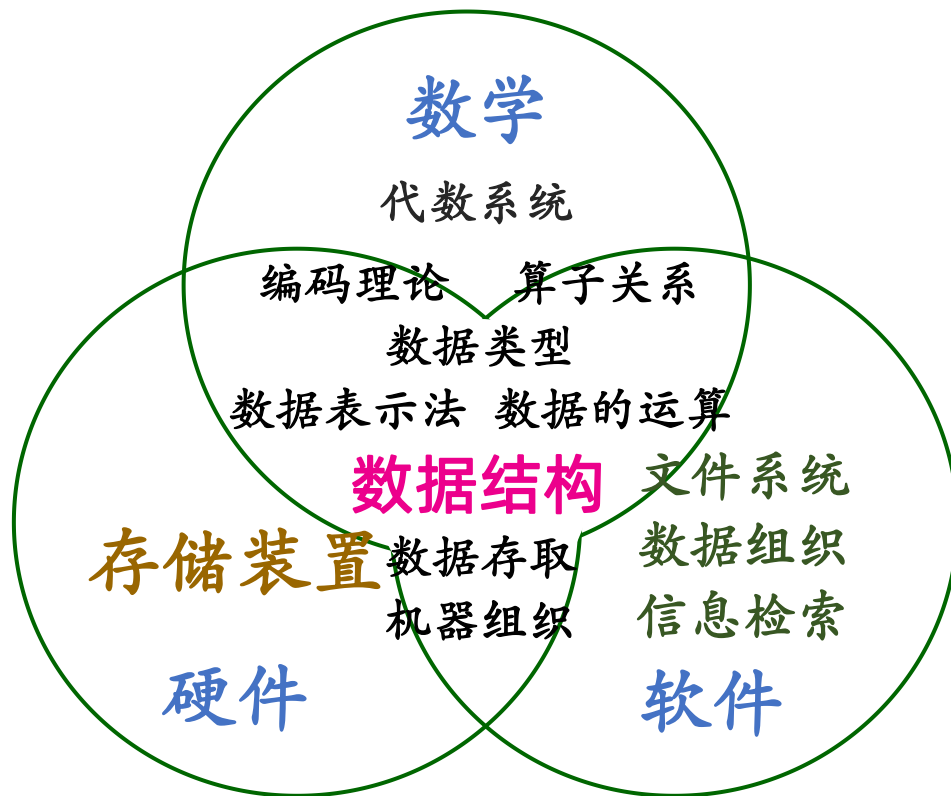 数学
代数系统
编码理论 算子关系
数据类型
数据表示法 数据的运算
数据结构
文件系统
存储装置
数据存取
数据组织
机器组织
信息检索
硬件
软件